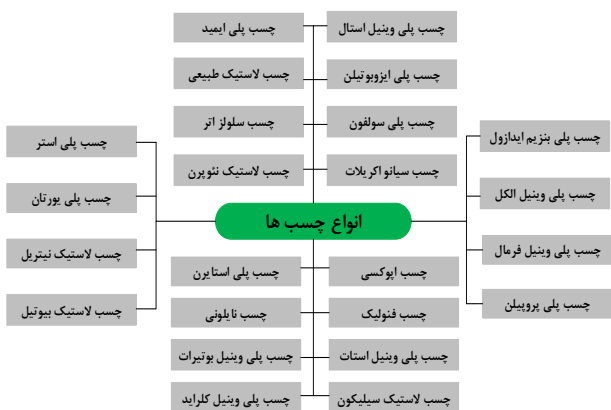 چسب پلی وینیل استال
چسب پلی ایمید
چسب پلی ایزوبوتیلن
چسب لاستیک طبیعی
چسب پلی سولفون
چسب سلولز اتر
چسب سیانو اکریلات
چسب لاستیک نئوپرن
چسب پلی بنزیم ایدازول
چسب پلی وینیل الکل
چسب پلی وینیل فرمال
چسب پلی پروپیلن
انواع چسب ها
چسب پلی استر
چسب پلی یورتان
چسب لاستیک نیتریل
چسب لاستیک بیوتیل
چسب اپوکسی
چسب پلی استایرن
چسب فنولیک
چسب نایلونی
چسب پلی وینیل استات
چسب پلی وینیل بوتیرات
چسب لاستیک سیلیکون
چسب پلی وینیل کلراید